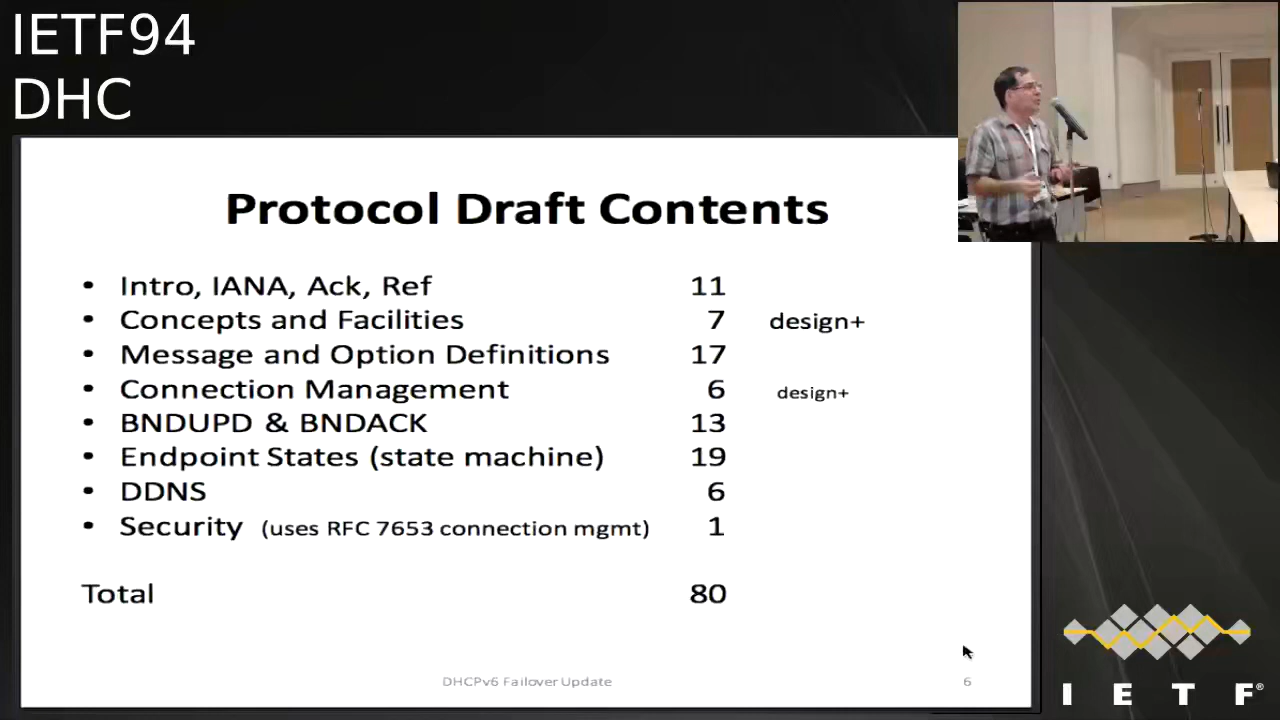 IETF94
DHC
Protocol Draft Contents
• Intro, IANA, Ack, Ref 11
• Concepts and Facilities 7 design+
• Message and Option Definitions 17
• Connection Management 6 design+
• BNDUPD & BNDACK 13
• Endpoint States (state machine) 19
• DDNS 6
• Security (uses RFC 7653 connection mgmt) 1
Total 80
DHCPv6 Failover Update 6
I E T F®